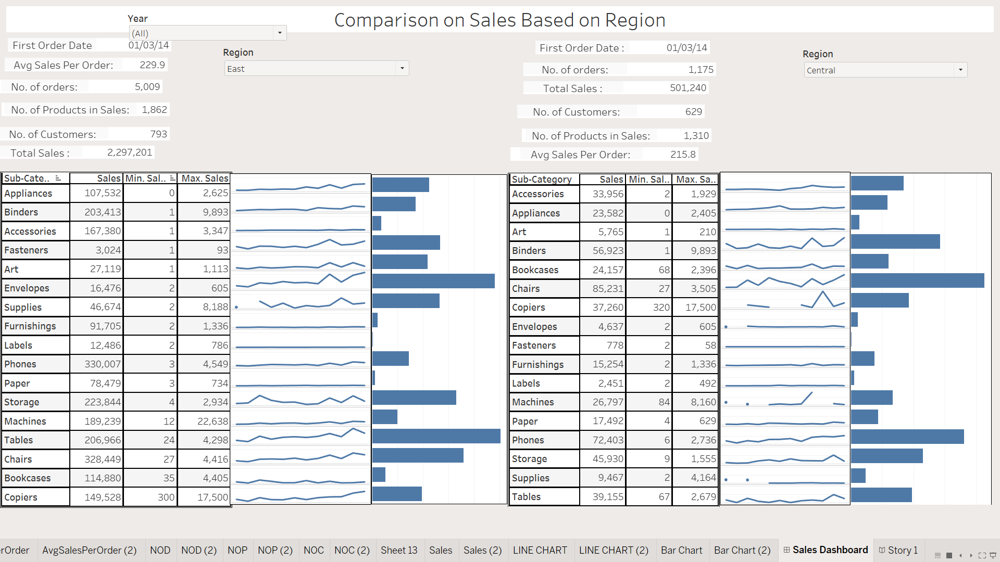 Comparison on Sales Based on Region
Year
(All)
First Order Date 01/03/14
Avg Sales Per Order: 229.9
No. of orders: 5,009
No. of Products in Sales: 1,862
No. of Customers: 793
Total Sales : 2,297,201
Region
East
First Order Date : 01/03/14
No. of orders: 1,175
Total Sales : 501,240
No. of Customers: 629
No. of Products in Sales: 1,310
Avg Sales Per Order: 215.8
Region
Central
Sub-Cate.. Sales Min. Sal.. Max. Sales
Appliances 107,532 0 2,625
Binders 203,413 1 9,893
Accessories 167,380 1 3,347
Fasteners 3,024 1 93
Art 27,119 1 1,113
Envelopes 16,476 2 605
Supplies 46,674 2 8,188
Furnishings 91,705 2 1,336
Labels 12,486 2 786
Phones 330,007 3 4,549
Paper 78,479 3 734
Storage 223,844 4 2,934
Machines 189,239 12 22,638
Tables 206,966 24 4,298
Chairs 328,449 27 4,416
Bookcases 114,880 35 4,405
Copiers 149,528 300 17,500
Sub-Category Sales Min. Sal.. Max. Sa..
Accessories 33,956 2 1,929
Appliances 23,582 0 2,405
Art 5,765 1 210
Binders 56,923 1 9,893
Bookcases 24,157 68 2,396
Chairs 85,231 27 3,505
Copiers 37,260 320 17,500
Envelopes 4,637 2 605
Fasteners 778 2 58
Furnishings 15,254 2 1,336
Labels 2,451 2 492
Machines 26,797 84 8,160
Paper 17,492 4 629
Phones 72,403 6 2,736
Storage 45,930 9 1,555
Supplies 9,467 2 4,164
Tables 39,155 67 2,679
rOrder AvgSalesPerOrder (2) NOD NOD (2) NOP NOP (2) NOC NOC (2) Sheet 13 Sales Sales (2) LINE CHART LINE CHART (2) Bar Chart Bar Chart (2) Sales Dashboard Story 1